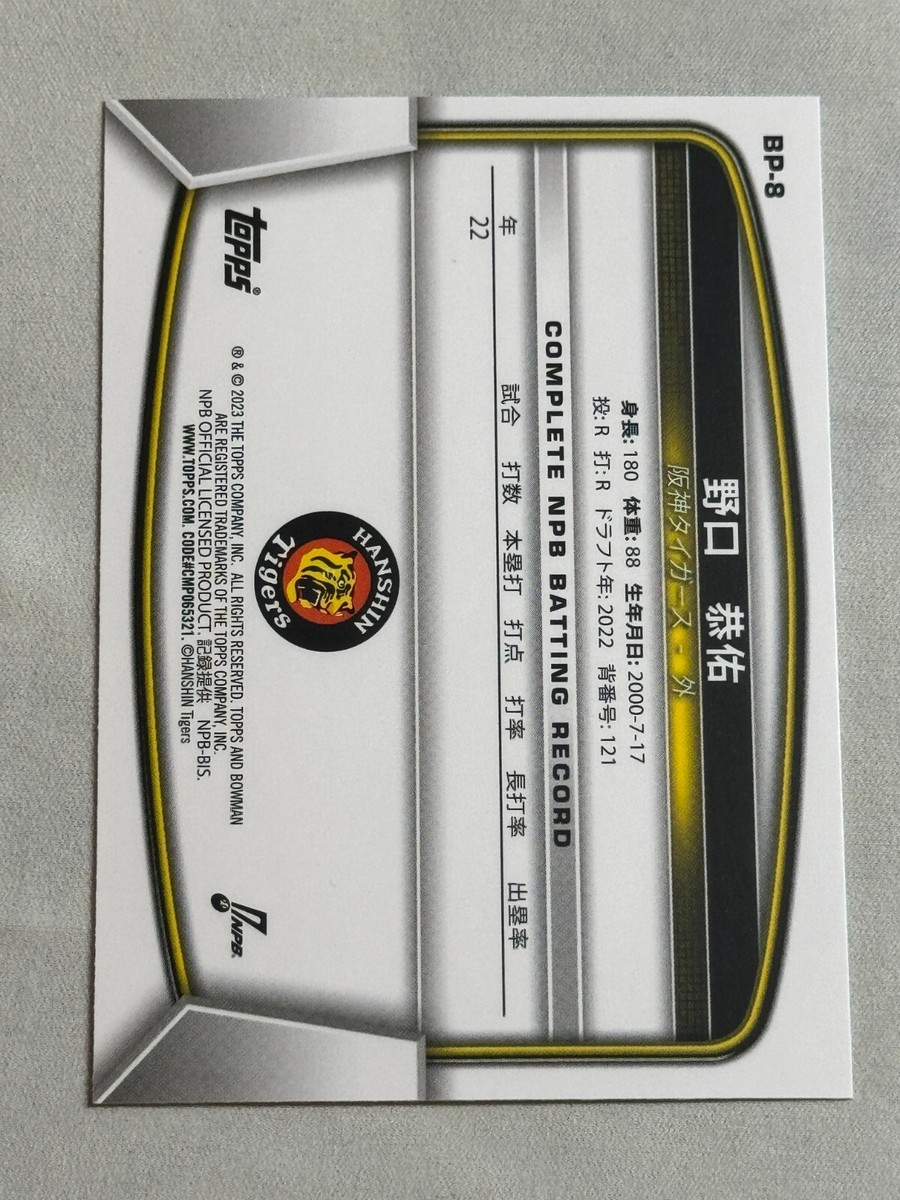 BP-8
野口 恭佑
阪神タイガース - 外
身長: 180 体重: 88 生年月日: 2000-7-17
投: R 打: R ドラフト年: 2022 背番号: 121
COMPLETE NPB BATTING RECORD
年 試合 打数 本塁打 打点 打率 長打率 出塁率
22
HANSHIN
Tigers
topps®
® & © 2023 THE TOPPS COMPANY, INC. ALL RIGHTS RESERVED. TOPPS AND BOWMAN
ARE REGISTERED TRADEMARKS OF THE TOPPS COMPANY, INC.
NPB OFFICIAL LICENSED PRODUCT. 記録提供 NPB-BIS.
WWW.TOPPS.COM. CODE#CMP065321. ©HANSHIN Tigers
NPB